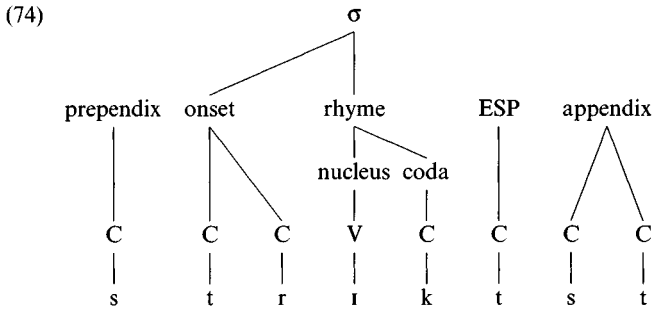 (74)
σ
prependix onset rhyme ESP appendix
nucleus coda
C C C V C C C C
s t r ɪ k t s t